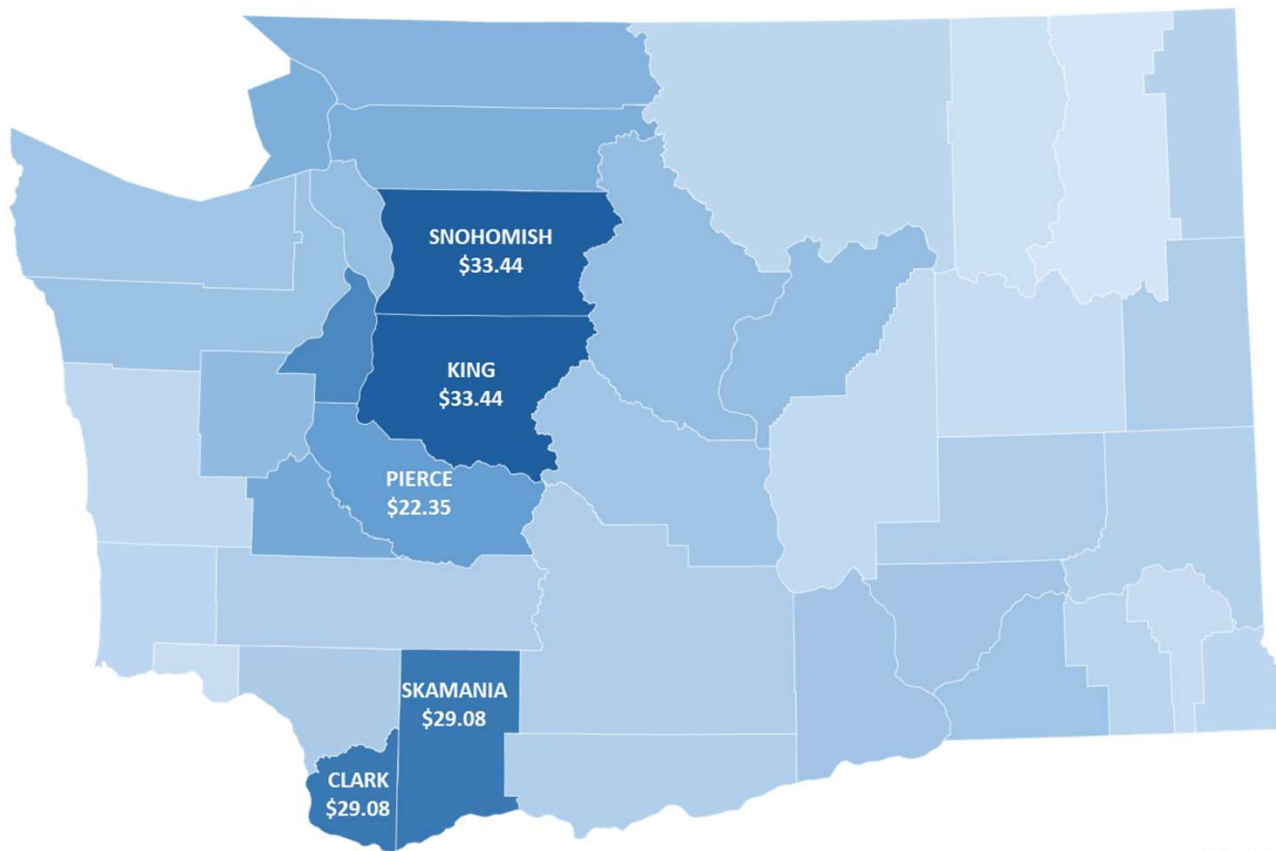 SNOHOMISH
$33.44
KING
$33.44
PIERCE
$22.35
SKAMANIA
$29.08
CLARK
$29.08